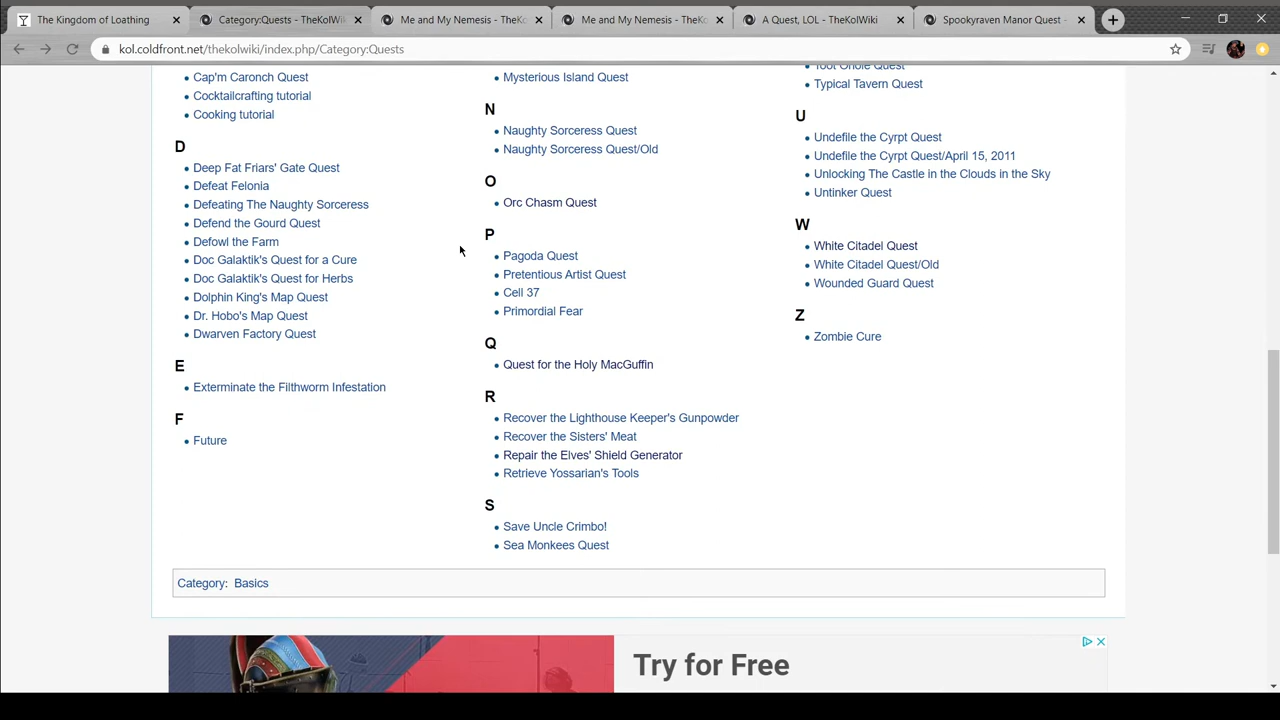 The Kingdom of Loathing
Category:Quests - TheKolWi
Me and My Nemesis - TheKo
Me and My Nemesis - TheKo
A Quest, LOL - TheKolWiki
Spookyraven Manor Quest -
kol.coldfront.net/thekolwiki/index.php/Category:Quests
Cap'm Caronch Quest
Cocktailcrafting tutorial
Cooking tutorial
D
Deep Fat Friars' Gate Quest
Defeat Felonia
Defeating The Naughty Sorceress
Defend the Gourd Quest
Defowl the Farm
Doc Galaktik's Quest for a Cure
Doc Galaktik's Quest for Herbs
Dolphin King's Map Quest
Dr. Hobo's Map Quest
Dwarven Factory Quest
E
Exterminate the Filthworm Infestation
F
Future
Mysterious Island Quest
N
Naughty Sorceress Quest
Naughty Sorceress Quest/Old
O
Orc Chasm Quest
P
Pagoda Quest
Pretentious Artist Quest
Cell 37
Primordial Fear
Q
Quest for the Holy MacGuffin
R
Recover the Lighthouse Keeper's Gunpowder
Recover the Sisters' Meat
Repair the Elves' Shield Generator
Retrieve Yossarian's Tools
S
Save Uncle Crimbo!
Sea Monkees Quest
Toot Oriole Quest
Typical Tavern Quest
U
Undefile the Cyrpt Quest
Undefile the Cyrpt Quest/April 15, 2011
Unlocking The Castle in the Clouds in the Sky
Untinker Quest
W
White Citadel Quest
White Citadel Quest/Old
Wounded Guard Quest
Z
Zombie Cure
Category: Basics
Try for Free